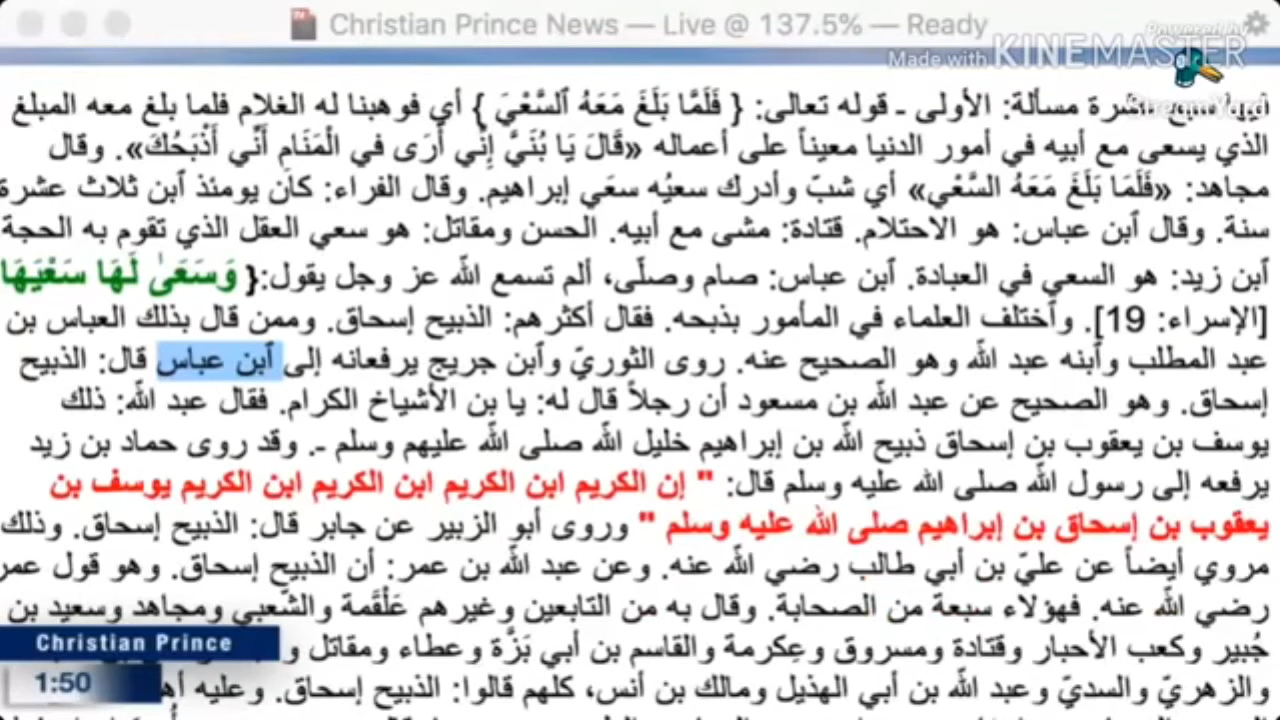 Christian Prince News — Live @ 137.5% — Ready
Powered by
Made with KINEMASTER
StreamYard
مسألة: الأولى ـ قوله تعالى: { فَلَمَّا بَلَغَ مَعَهُ ٱلسَّعْيَ } أي فوهبنا له الغلام فلما بلغ معه المبلغ
الذي يسعى مع أبيه في أمور الدنيا معيناً على أعماله «قَالَ يَا بُنَيَّ إِنِّي أَرَى في الْمَنَامِ أَنِّي أَذْبَحُكَ». وقال
مجاهد: «فَلَمَا بَلَغَ مَعَهُ السَّعْي» أي شبّ وأدرك سعيُه سعَي إبراهيم. وقال الفراء: كان يومئذ ٱبن ثلاث عشرة
سنة. وقال ٱبن عباس: هو الاحتلام. قتادة: مشى مع أبيه. الحسن ومقاتل: هو سعي العقل الذي تقوم به الحجة
ٱبن زيد: هو السعي في العبادة. ٱبن عباس: صام وصلّى، ألم تسمع الله عز وجل يقول:{ وَسَعَىٰ لَهَا سَعْيَهَا
[الإسراء: 19]. وٱختلف العلماء في المأمور بذبحه. فقال أكثرهم: الذبيح إسحاق. وممن قال بذلك العباس بن
عبد المطلب وٱبنه عبد الله وهو الصحيح عنه. روى الثوريّ وٱبن جريج يرفعانه إلى ٱبن عباس قال: الذبيح
إسحاق. وهو الصحيح عن عبد الله بن مسعود أن رجلاً قال له: يا بن الأشياخ الكرام. فقال عبد الله: ذلك
يوسف بن يعقوب بن إسحاق ذبيح الله بن إبراهيم خليل الله صلى الله عليهم وسلم ـ. وقد روى حماد بن زيد
يرفعه إلى رسول الله صلى الله عليه وسلم قال: " إن الكريم ابن الكريم ابن الكريم ابن الكريم يوسف بن
يعقوب بن إسحاق بن إبراهيم صلى الله عليه وسلم " وروى أبو الزبير عن جابر قال: الذبيح إسحاق. وذلك
مروي أيضاً عن عليّ بن أبي طالب رضي الله عنه. وعن عبد الله بن عمر: أن الذبيح إسحاق. وهو قول عمر
رضي الله عنه. فهؤلاء سبعة من الصحابة. وقال به من التابعين وغيرهم عَلْقَمة والشّعبي ومجاهد وسعيد بن
جُبير وكعب الأحبار وقتادة ومسروق وعِكرمة والقاسم بن أبي بَزَّة وعطاء ومقاتل
والزهريّ والسديّ وعبد الله بن أبي الهذيل ومالك بن أنس، كلهم قالوا: الذبيح إسحاق. وعليه
Christian Prince
1:50